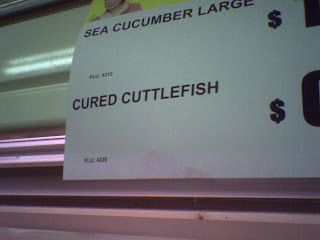 SEA CUCUMBER LARGE $
PLU: 4212
CURED CUTTLEFISH $
PLU: 4220